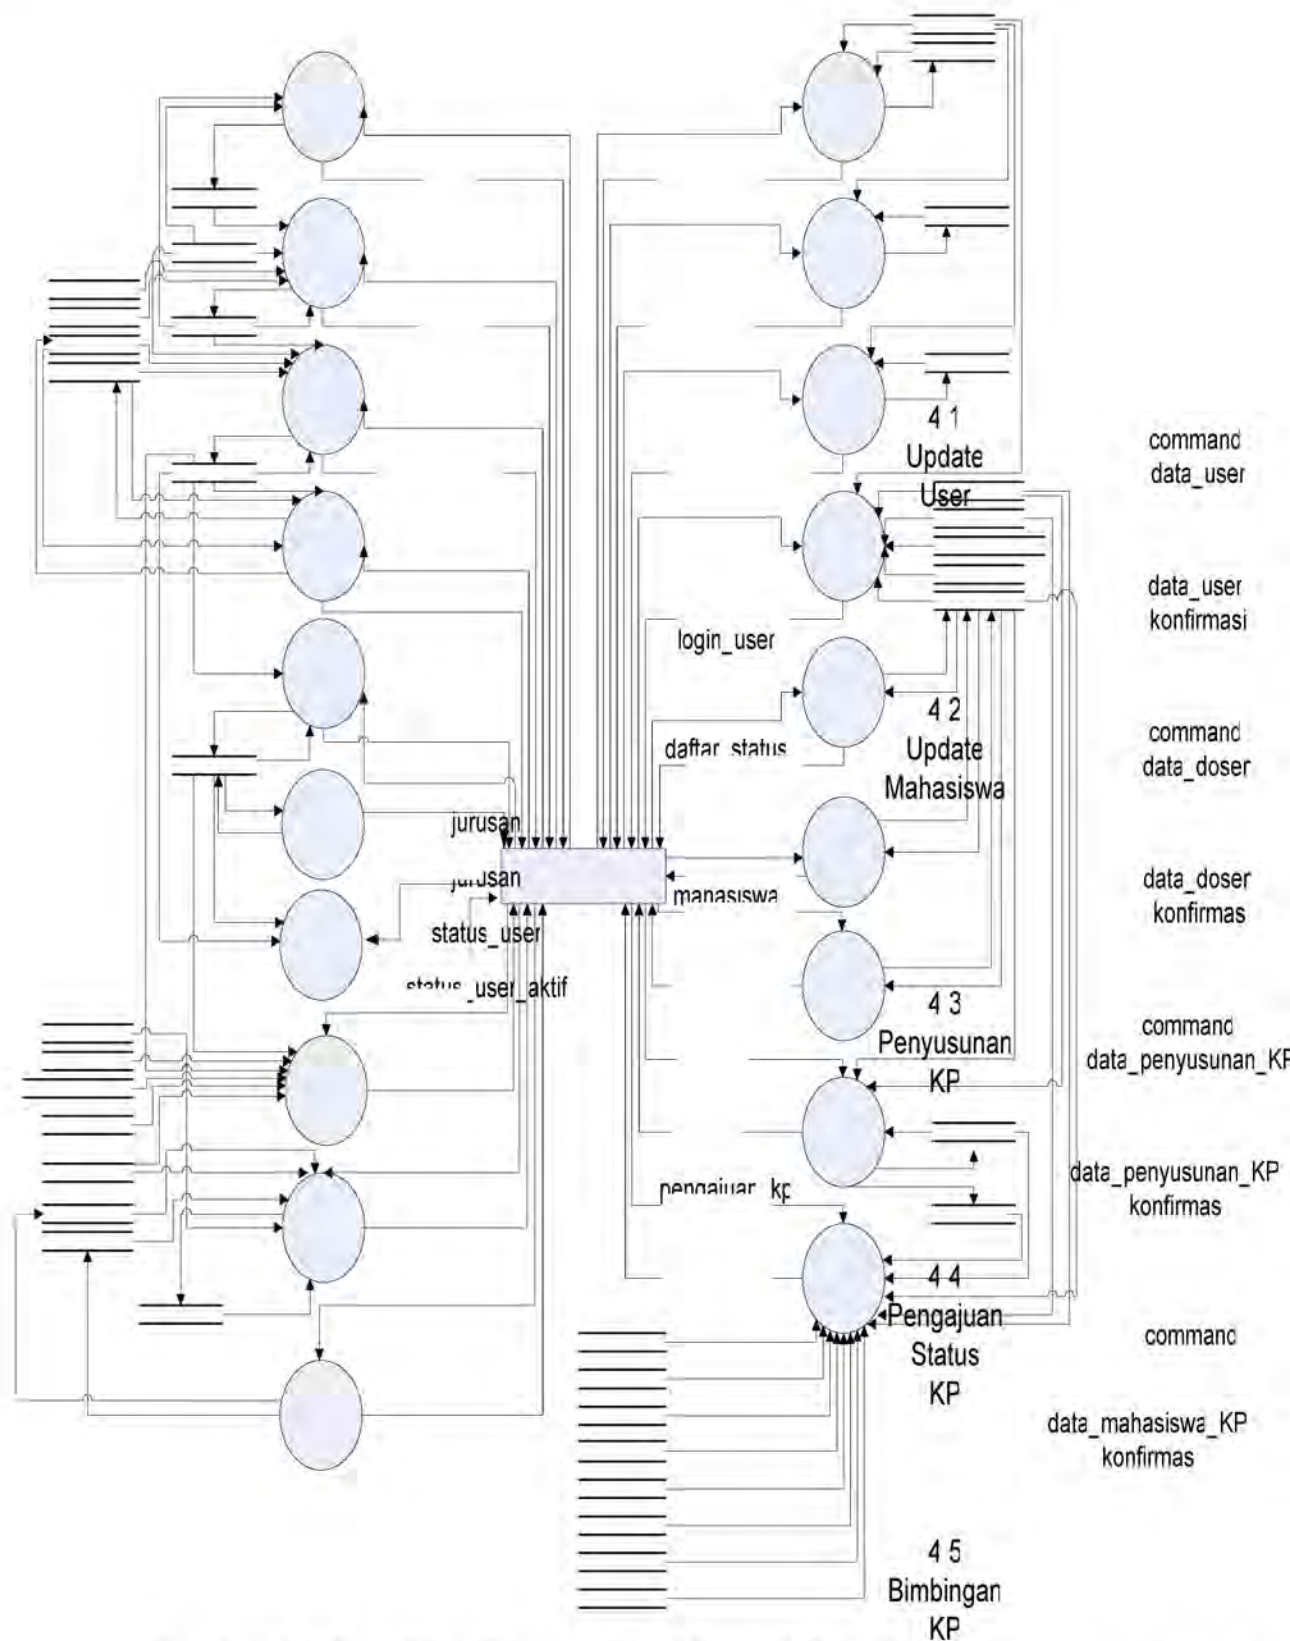 4 1
Update
User
command
data_user
data_user
konfirmasi
login_user
4 2
Update
Mahasiswa
daftar_status
command
data_doser
jurusan
jurusan
manasiswa
data_doser
konfirmas
status_user
status_user_aktif
4 3
Penyusunan
KP
command
data_penyusunan_KP
pengajuar_kp
data_penyusunan_KP
konfirmas
4 4
Pengajuan
Status
KP
command
data_mahasiswa_KP
konfirmas
4 5
Bimbingan
KP